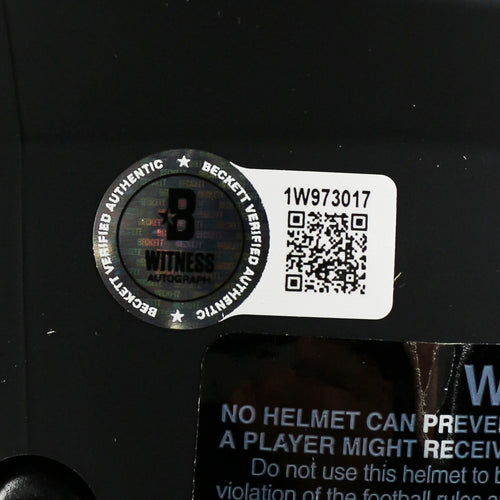 BECKETT VERIFIED AUTHENTIC ★ BECKETT VERIFIED AUTHENTIC ★
B
WITNESS
AUTOGRAPH
1W973017
NO HELMET CAN PREVE
A PLAYER MIGHT RECEIV
Do not use this helmet to
violation of the football rules